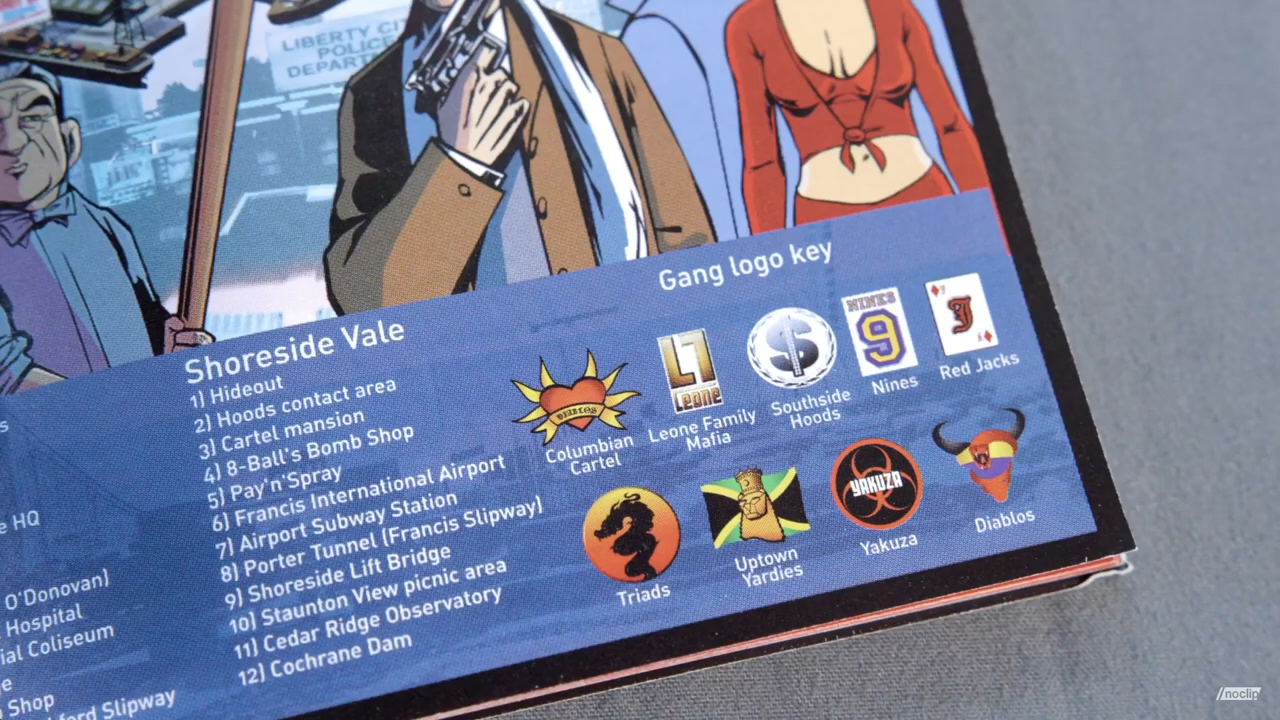 LIBERTY CI
POLICE
DEPARTM
Gang logo key
NINES
9
J
L
Leone
$
DIABLOS
Columbian
Cartel
Leone Family
Mafia
Southside
Hoods
Nines
Red Jacks
YAKUZA
Triads
Uptown
Yardies
Yakuza
Diablos
Shoreside Vale
1) Hideout
2) Hoods contact area
3) Cartel mansion
4) 8-Ball's Bomb Shop
5) Pay'n'Spray
6) Francis International Airport
7) Airport Subway Station
8) Porter Tunnel (Francis Slipway)
9) Shoreside Lift Bridge
10) Staunton View picnic area
11) Cedar Ridge Observatory
12) Cochrane Dam
s
e HQ
O'Donovan)
Hospital
ial Coliseum
e
Shop
ford Slipway
//noclip